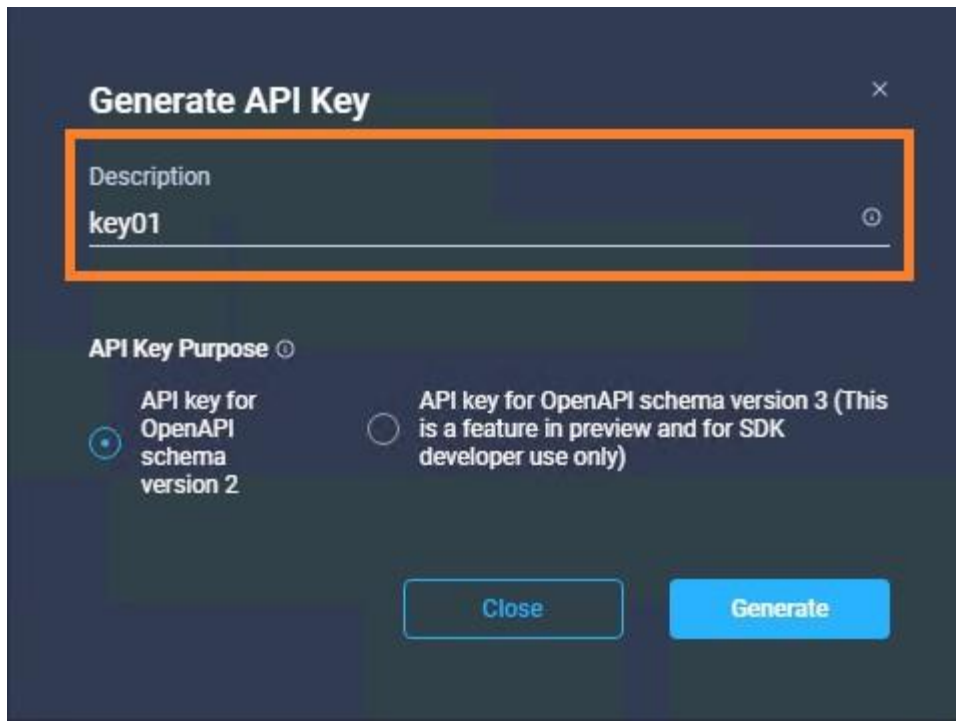 Generate API Key
Description
key01
API Key Purpose
API key for
OpenAPI
schema
version 2
API key for OpenAPI schema version 3 (This
is a feature in preview and for SDK
developer use only)
Close
Generate